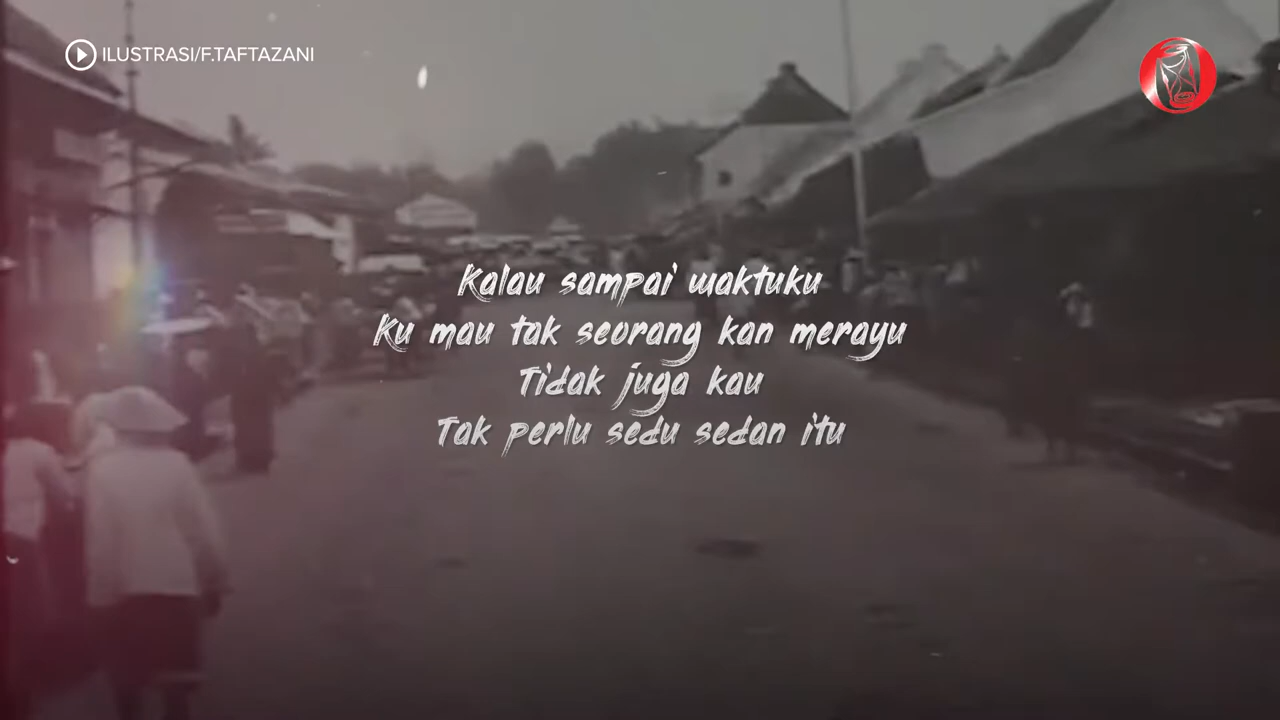 ILUSTRASI/F.TAFTAZANI
Kalau sampai waktuku
Ku mau tak seorang kan merayu
Tidak juga kau
Tak perlu sedu sedan itu